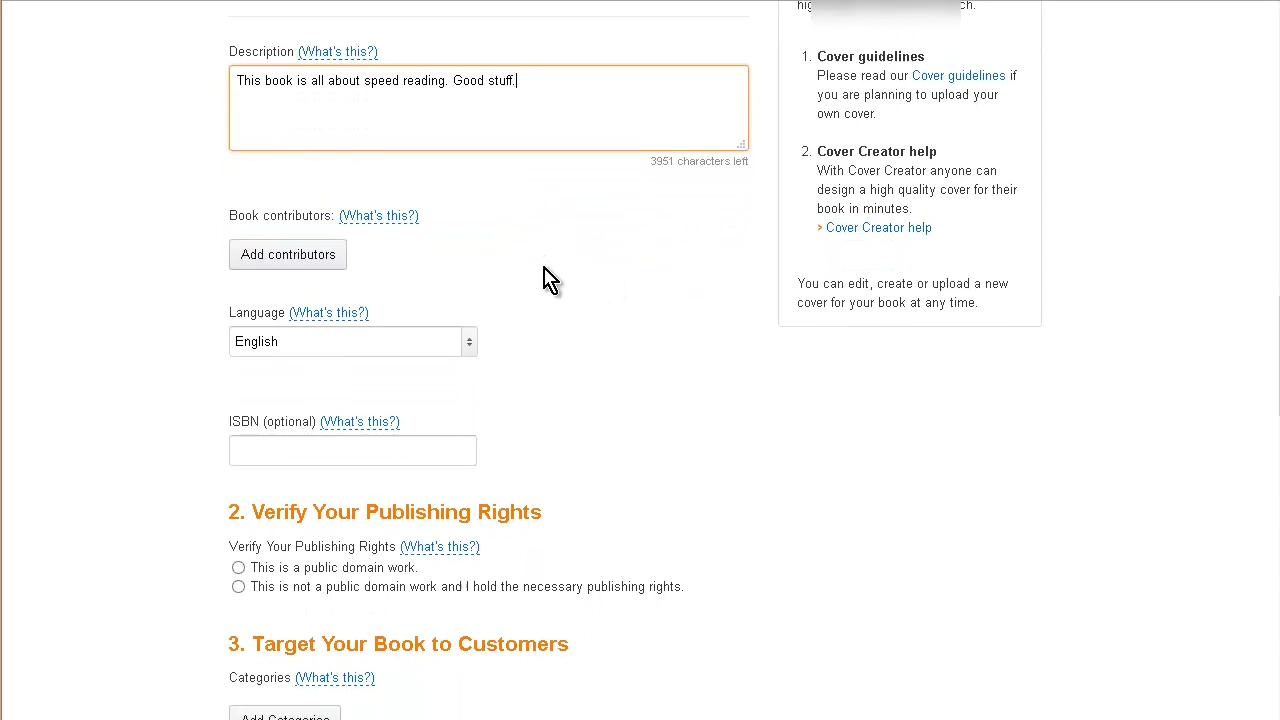 Description (What's this?)
This book is all about speed reading. Good stuff.
3951 characters left
Book contributors: (What's this?)
Add contributors
Language (What's this?)
English
ISBN (optional) (What's this?)
2. Verify Your Publishing Rights
Verify Your Publishing Rights (What's this?)
This is a public domain work.
This is not a public domain work and I hold the necessary publishing rights.
3. Target Your Book to Customers
Categories (What's this?)
Add Categories
1. Cover guidelines
Please read our Cover guidelines if
you are planning to upload your
own cover.
2. Cover Creator help
With Cover Creator anyone can
design a high quality cover for their
book in minutes.
› Cover Creator help
You can edit, create or upload a new
cover for your book at any time.